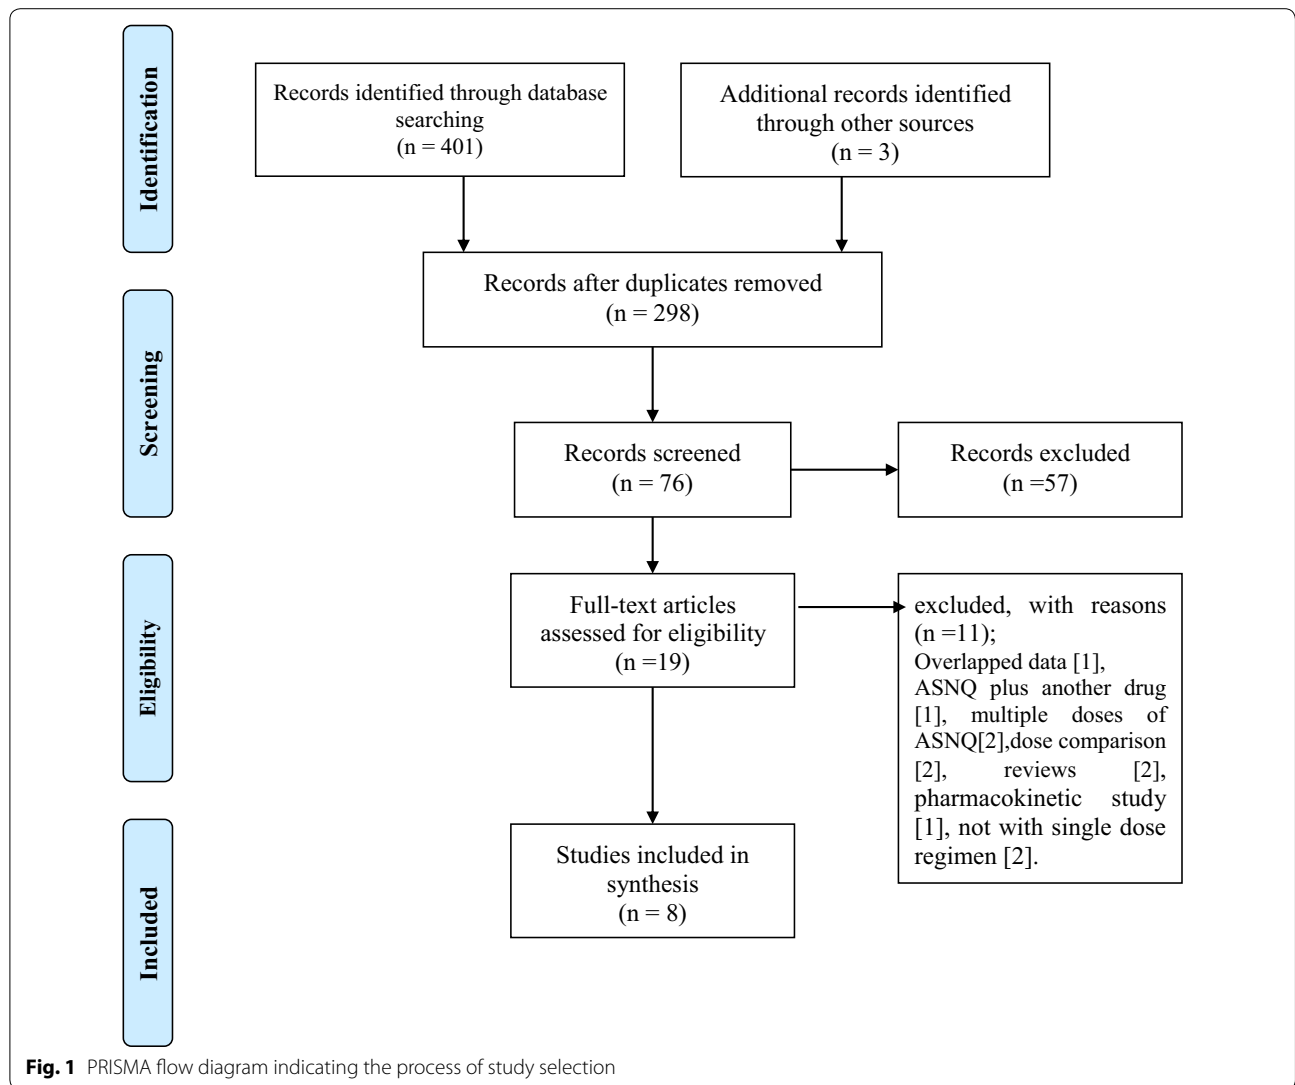 Identification
Records identified through database
searching
(n = 401)
Additional records identified
through other sources
(n = 3)
Records after duplicates removed
(n = 298)
Screening
Records screened
(n = 76)
Records excluded
(n =57)
Eligibility
Full-text articles
assessed for eligibility
(n =19)
excluded, with reasons
(n =11);
Overlapped data [1],
ASNQ plus another drug
[1], multiple doses of
ASNQ[2],dose comparison
[2], reviews [2],
pharmacokinetic study
[1], not with single dose
regimen [2].
Included
Studies included in
synthesis
(n = 8)
Fig. 1 PRISMA flow diagram indicating the process of study selection